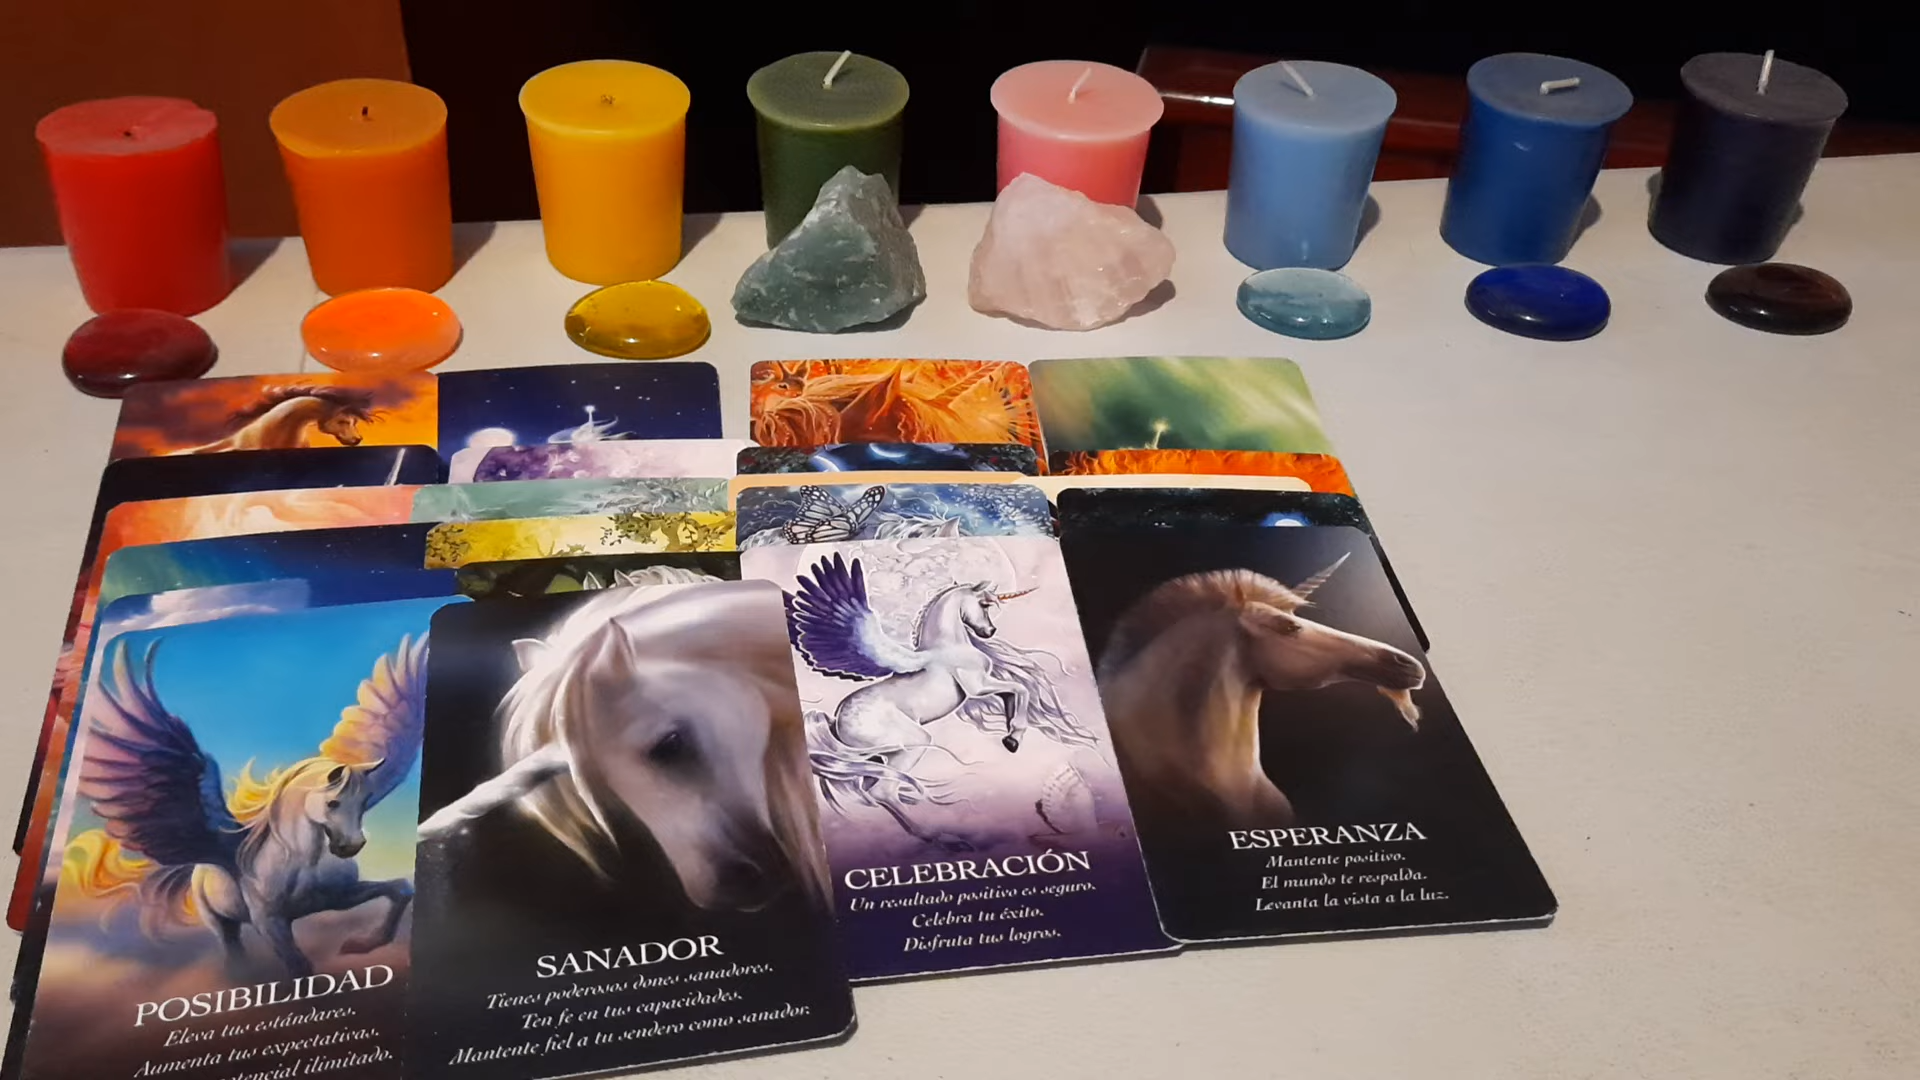 POSIBILIDAD
Eleva tus estándares.
Aumenta tus expectativas.
potencial ilimitado.
SANADOR
Tienes poderosos dones sanadores.
Ten fe en tus capacidades.
Mantente fiel a tu sendero como sanador.
CELEBRACIÓN
Un resultado positivo es seguro.
Celebra tu éxito.
Disfruta tus logros.
ESPERANZA
Mantente positivo.
El mundo te respalda.
Levanta la vista a la luz.